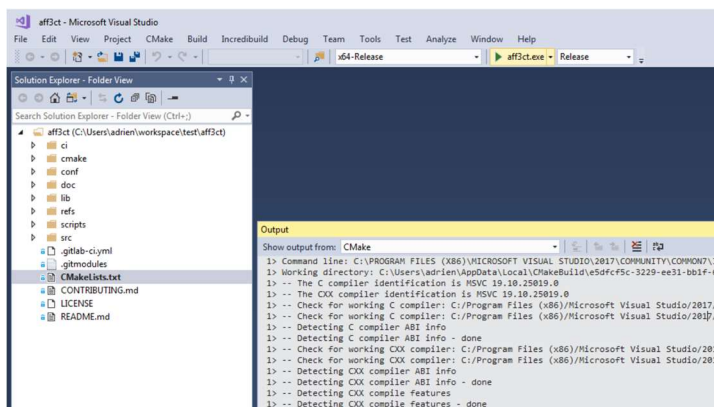 aff3ct - Microsoft Visual Studio
File Edit View Project CMake Build Incredibuild Debug Team Tools Test Analyze Window Help
x64-Release aff3ct.exe Release
Solution Explorer - Folder View
Search Solution Explorer - Folder View (Ctrl+;)
aff3ct (C:\Users\adrien\workspace\test\aff3ct)
ci
cmake
conf
doc
lib
refs
scripts
src
.gitlab-ci.yml
.gitmodules
CMakeLists.txt
CONTRIBUTING.md
LICENSE
README.md
Output
Show output from: CMake
1> Command line: C:\PROGRAM FILES (X86)\MICROSOFT VISUAL STUDIO\2017\COMMUNITY\COMMON7\
1> Working directory: C:\Users\adrien\AppData\Local\CMakeBuild\e5dfcf5c-3229-ee31-bb1f-
1> -- The C compiler identification is MSVC 19.10.25019.0
1> -- The CXX compiler identification is MSVC 19.10.25019.0
1> -- Check for working C compiler: C:/Program Files (x86)/Microsoft Visual Studio/2017
1> -- Check for working C compiler: C:/Program Files (x86)/Microsoft Visual Studio/2017/
1> -- Detecting C compiler ABI info
1> -- Detecting C compiler ABI info - done
1> -- Check for working CXX compiler: C:/Program Files (x86)/Microsoft Visual Studio/20
1> -- Check for working CXX compiler: C:/Program Files (x86)/Microsoft Visual Studio/20
1> -- Detecting CXX compiler ABI info
1> -- Detecting CXX compiler ABI info - done
1> -- Detecting CXX compile features
1> -- Detecting CXX compile features - done